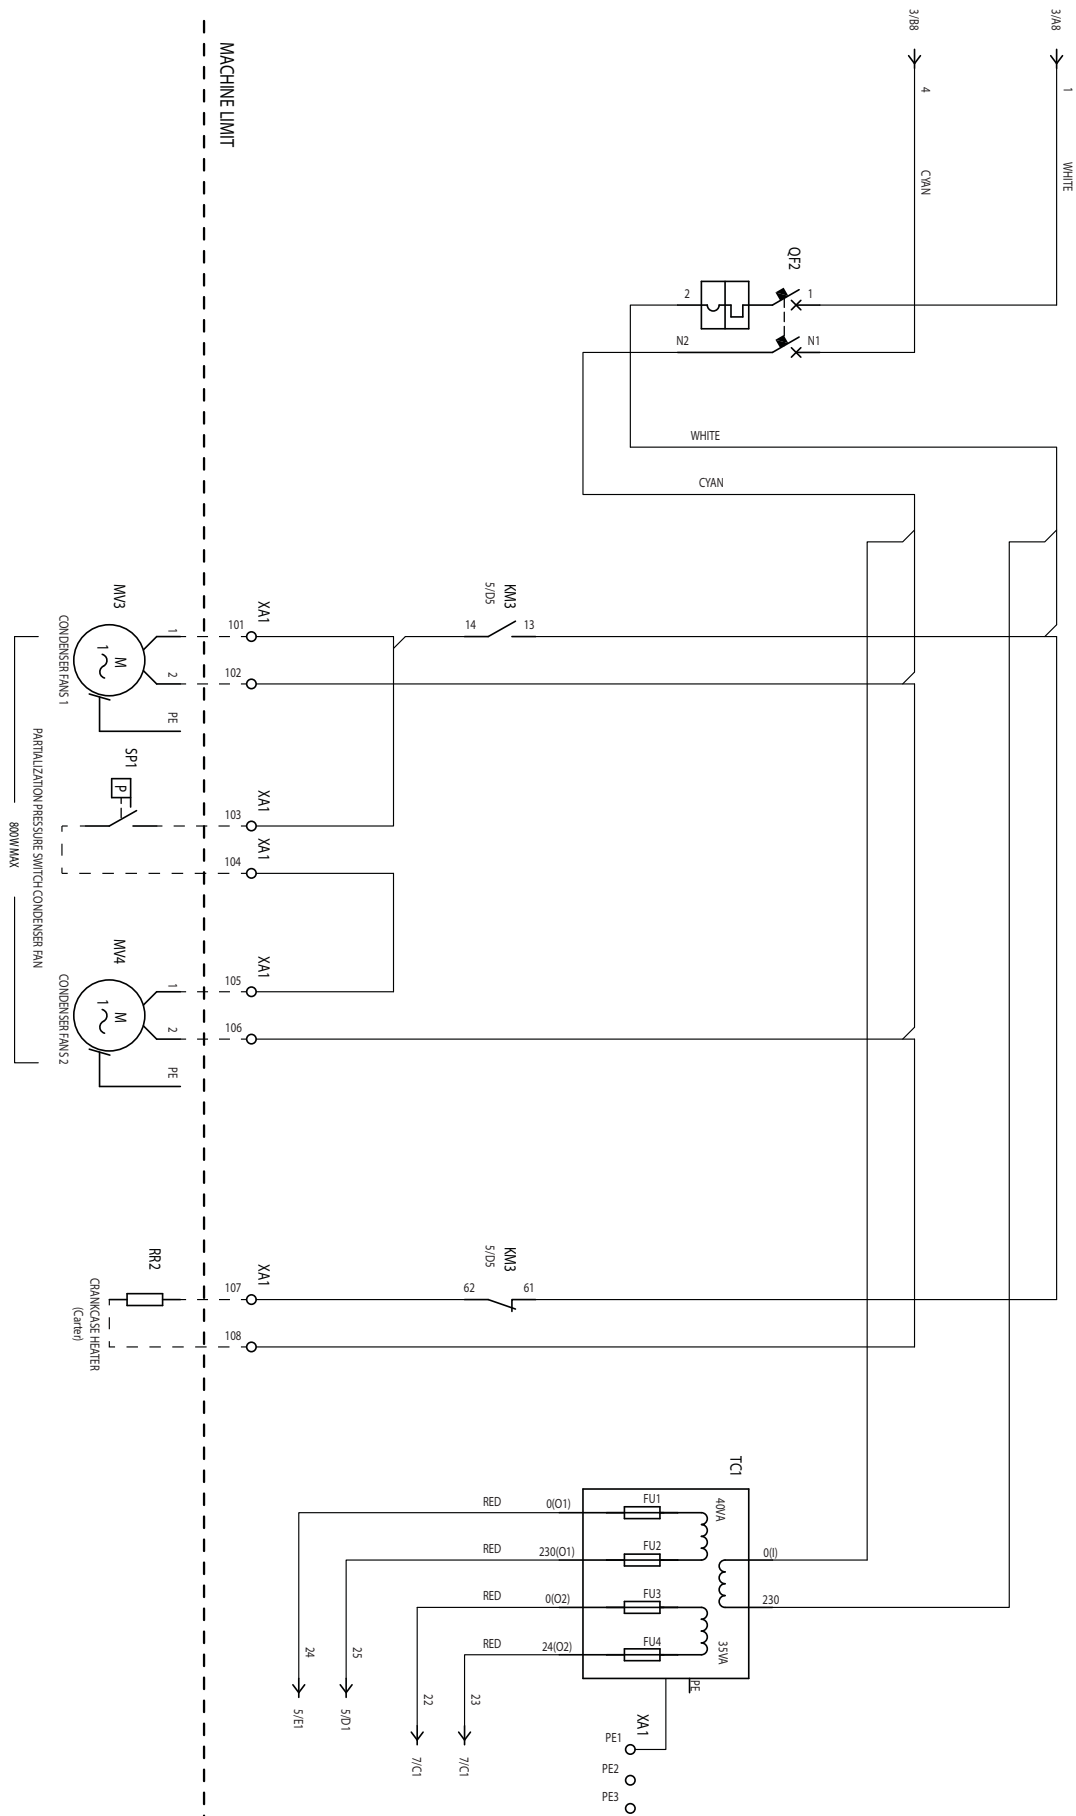 3/B8
3/A8
4
1
CYAN
WHITE
MACHINE LIMIT
QF2
2
1
N2
N1
WHITE
CYAN
MV3
CONDENSER FANS 1
M
1
1
2
PE
XA1
101
102
KM3
5/D5
14
13
SP1
P
PARTIALIZATION PRESSURE SWITCH CONDENSER FAN
800W MAX
XA1
103
XA1
104
MV4
CONDENSER FANS 2
M
1
1
2
PE
XA1
105
106
RR2
CRANKCASE HEATER
(Carter)
XA1
107
108
KM3
5/D5
62
61
TC1
40VA
35VA
RED
0(O1)
FU1
RED
230(O1)
FU2
0(I)
RED
0(O2)
FU3
230
RED
24(O2)
FU4
24
25
22
23
5/E1
5/D1
7/C1
7/C1
PE
XA1
PE1
PE2
PE3